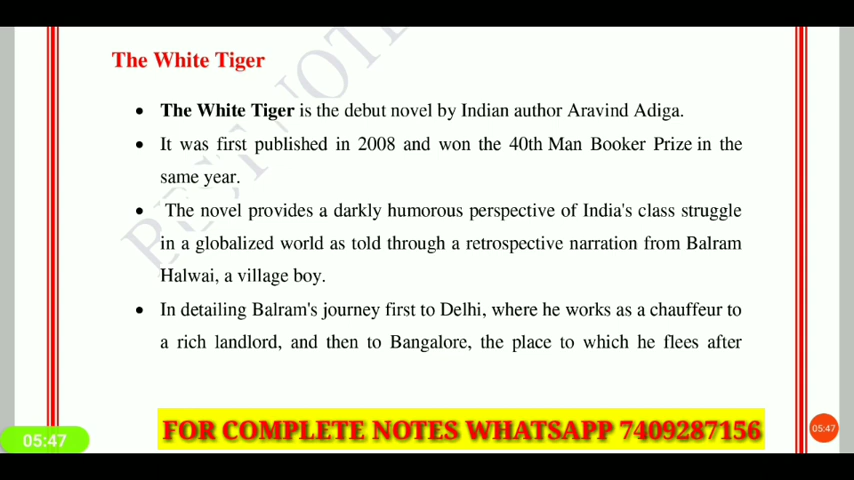 The White Tiger
• The White Tiger is the debut novel by Indian author Aravind Adiga.
• It was first published in 2008 and won the 40th Man Booker Prize in the
same year.
• The novel provides a darkly humorous perspective of India's class struggle
in a globalized world as told through a retrospective narration from Balram
Halwai, a village boy.
• In detailing Balram's journey first to Delhi, where he works as a chauffeur to
a rich landlord, and then to Bangalore, the place to which he flees after
FOR COMPLETE NOTES WHATSAPP 7409287156
05:47
05:47
BEST NOTE